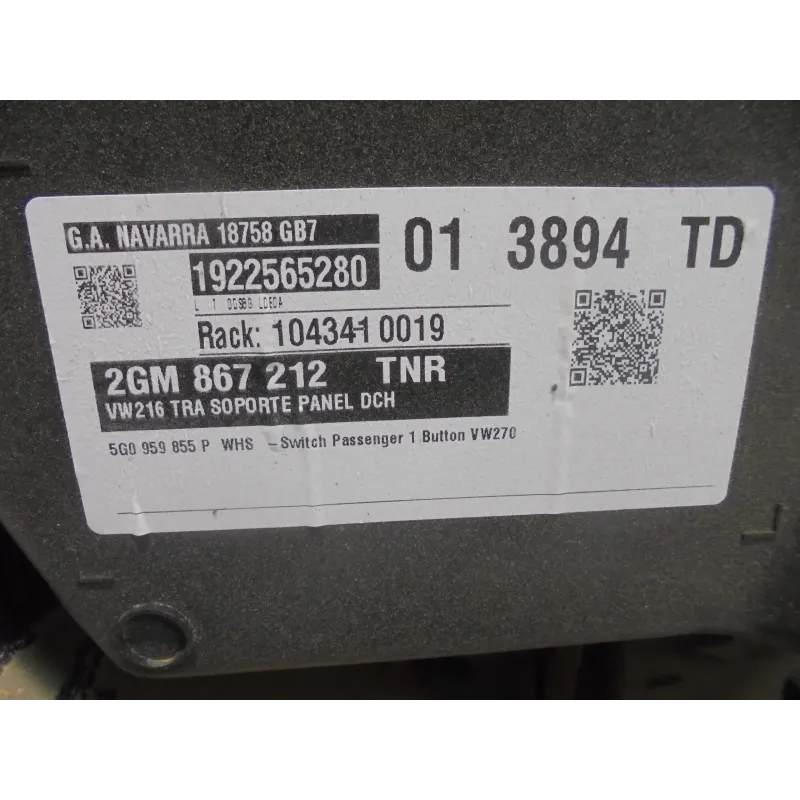 G.A. NAVARRA 18758 GB7
01 3894 TD
1922565280
Rack: 104341 0019
2GM 867 212 TNR
VW216 TRA SOPORTE PANEL DCH
5G0 959 855 P WHS -Switch Passenger 1 Button VW270